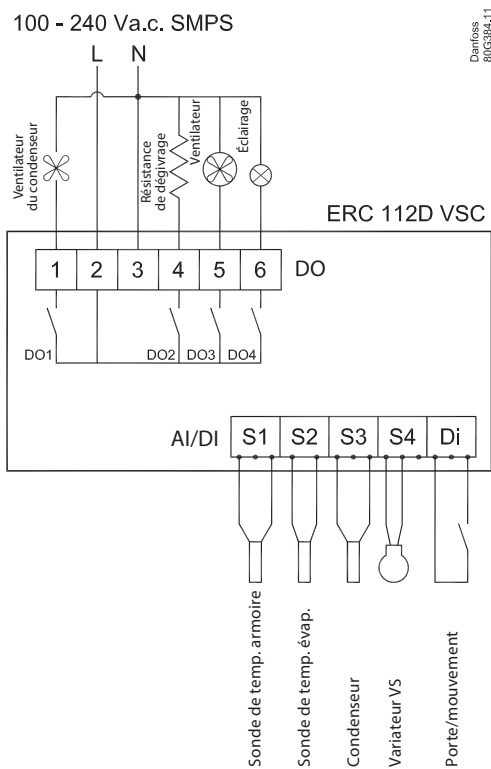 100 - 240 Va.c. SMPS
Danfoss
80G384.11
L N
Ventilateur
du condenseur
Résistance
de dégivrage
Ventilateur
Éclairage
ERC 112D VSC
1 2 3 4 5 6 DO
DO1 DO2 DO3 DO4
AI/DI S1 S2 S3 S4 Di
Sonde de temp. armoire
Sonde de temp. évap.
Condenseur
Variateur VS
Porte/mouvement